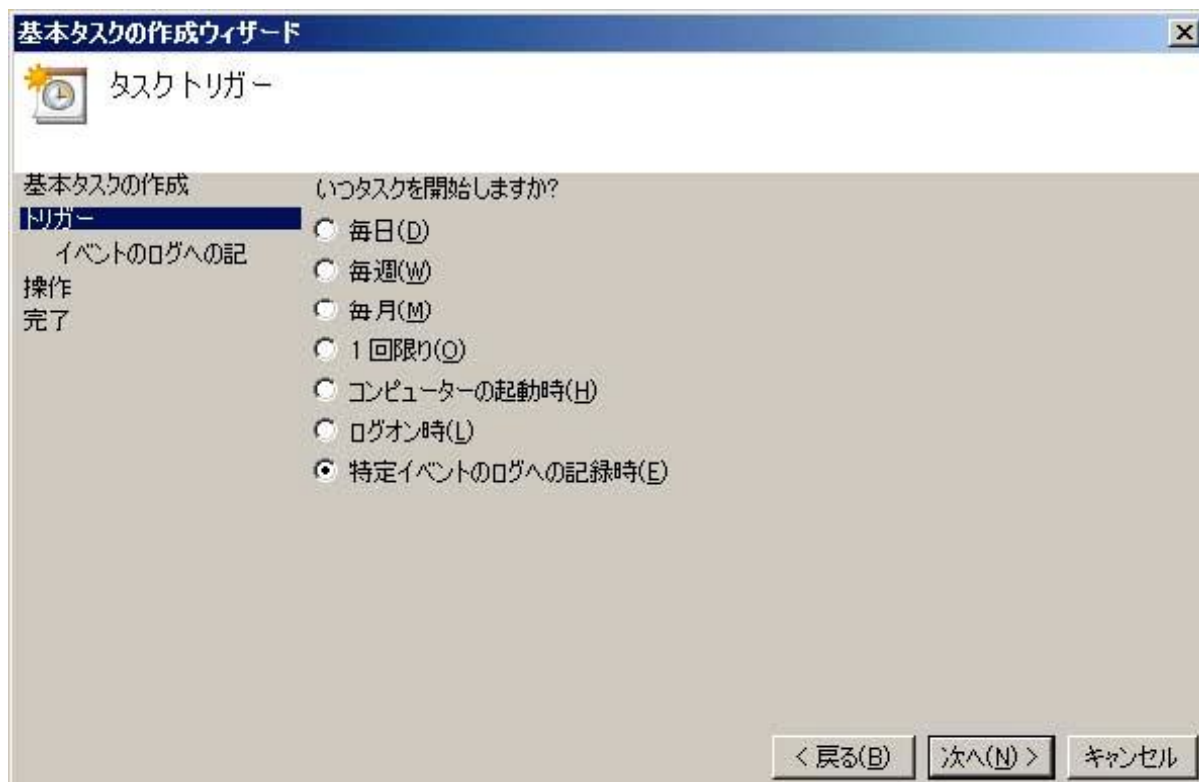 基本タスクの作成ウィザード
タスクトリガー
基本タスクの作成
トリガー
イベントのログへの記
操作
完了
いつタスクを開始しますか?
毎日(D)
毎週(W)
毎月(M)
1 回限り(O)
コンピューターの起動時(H)
ログオン時(L)
特定イベントのログへの記録時(E)
< 戻る(B)
次へ(N) >
キャンセル